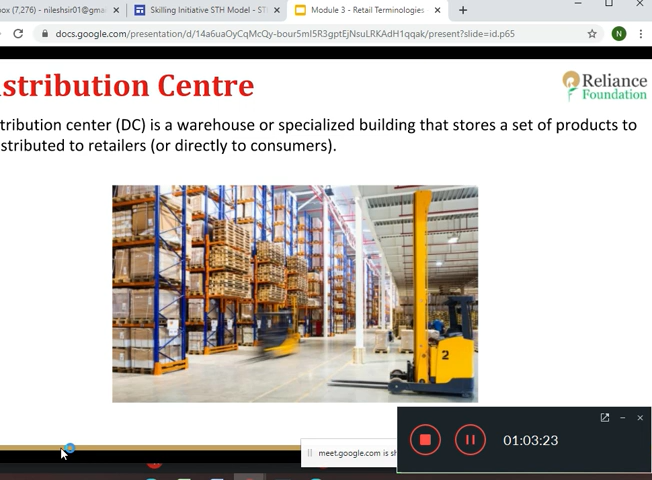 ox (7,276) - nileshsir01@gma
Skilling Initiative STH Model - ST
Module 3 - Retail Terminologies
docs.google.com/presentation/d/14a6uaOyCqMcQy-bour5mI5R3gptEjNsuLRKAdH1qqak/present?slide=id.p65
N
stribution Centre
Reliance
Foundation
tribution center (DC) is a warehouse or specialized building that stores a set of products to
stributed to retailers (or directly to consumers).
2
meet.google.com is sh
01:03:23